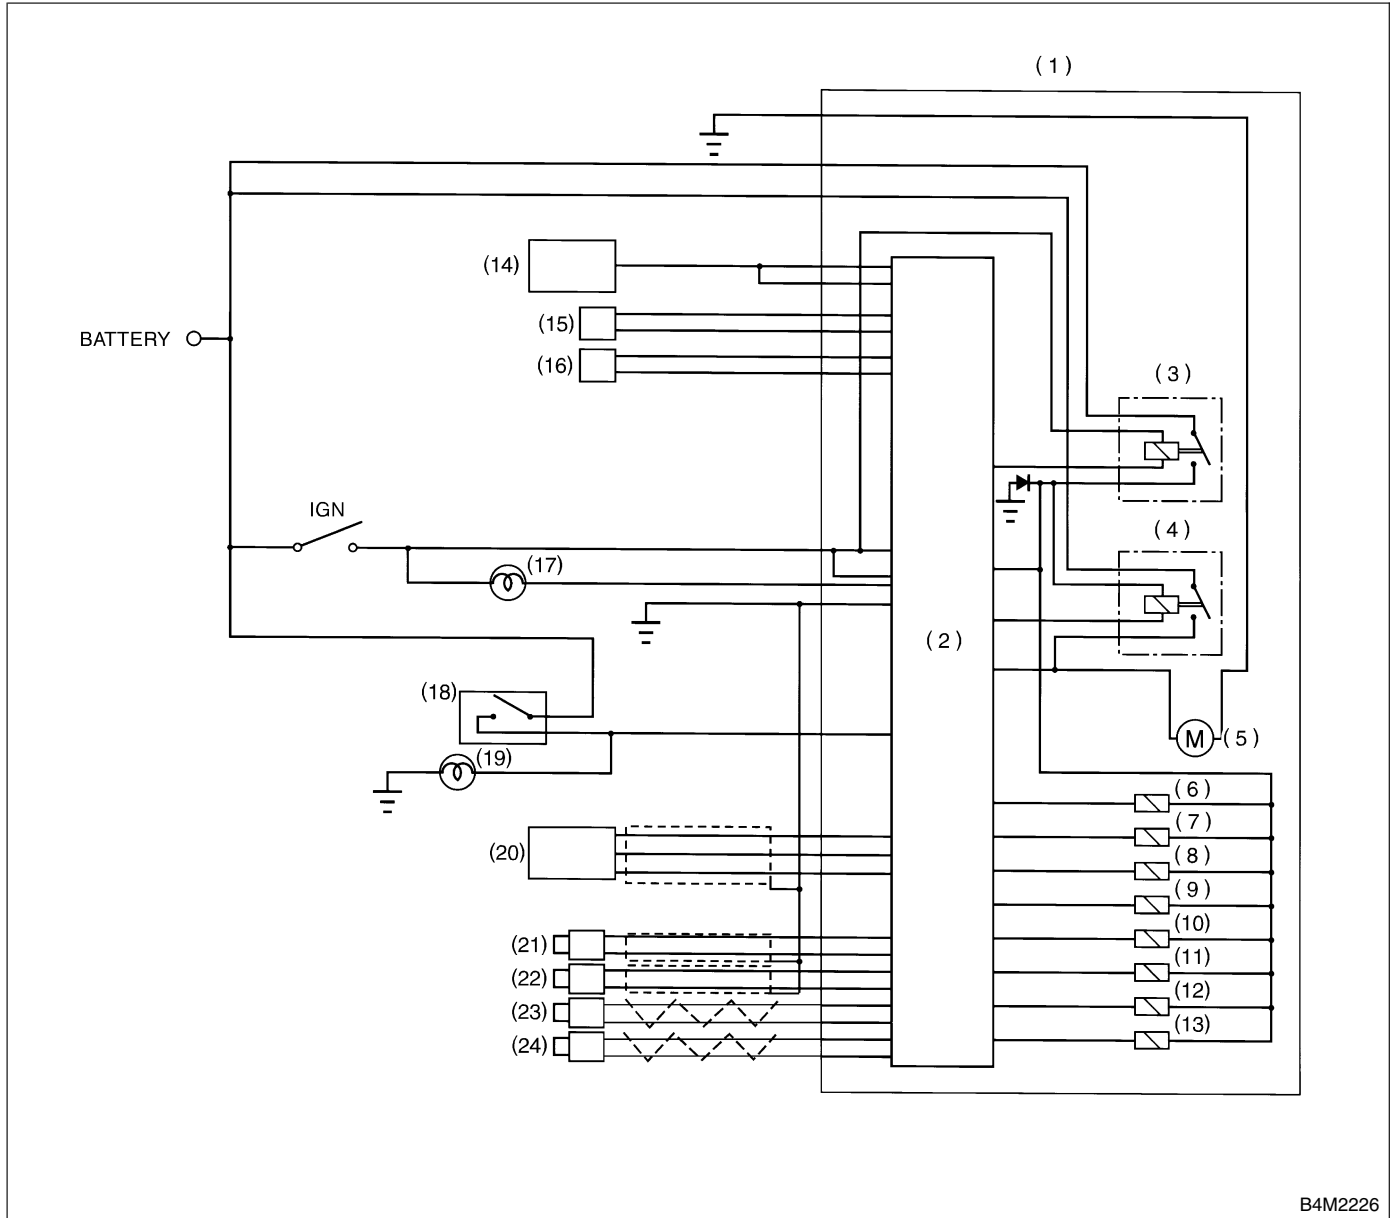 ( 1 )
(14)
(15)
BATTERY
(16)
( 3 )
IGN
( 4 )
(17)
( 2 )
(18)
( 5 )
(19)
( 6 )
( 7 )
(20)
( 8 )
( 9 )
(10)
(21)
(11)
(22)
(12)
(23)
(13)
(24)
M
B4M2226